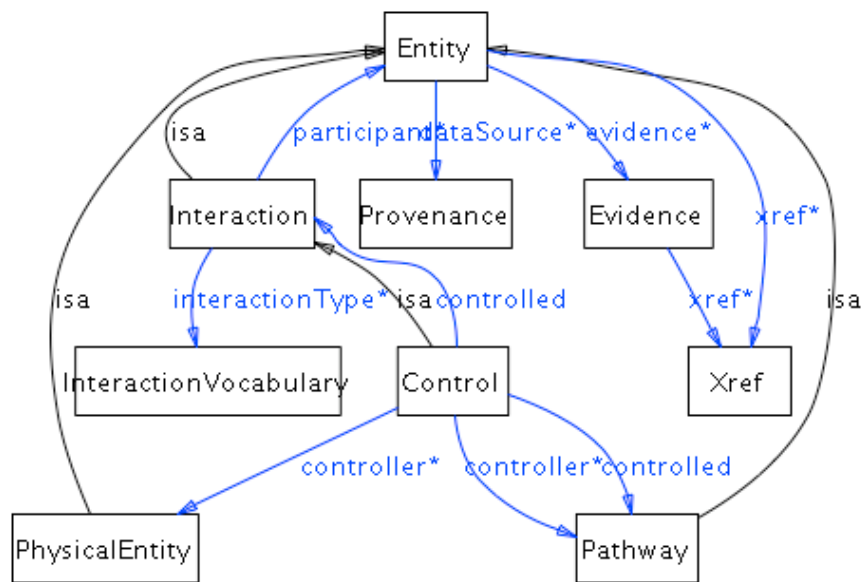 Entity
isa
participant*
dataSource*
evidence*
Interaction
Provenance
Evidence
xref*
isa
interactionType*
isa
controlled
xref*
isa
InteractionVocabulary
Control
Xref
controller*
controller*
controlled
PhysicalEntity
Pathway